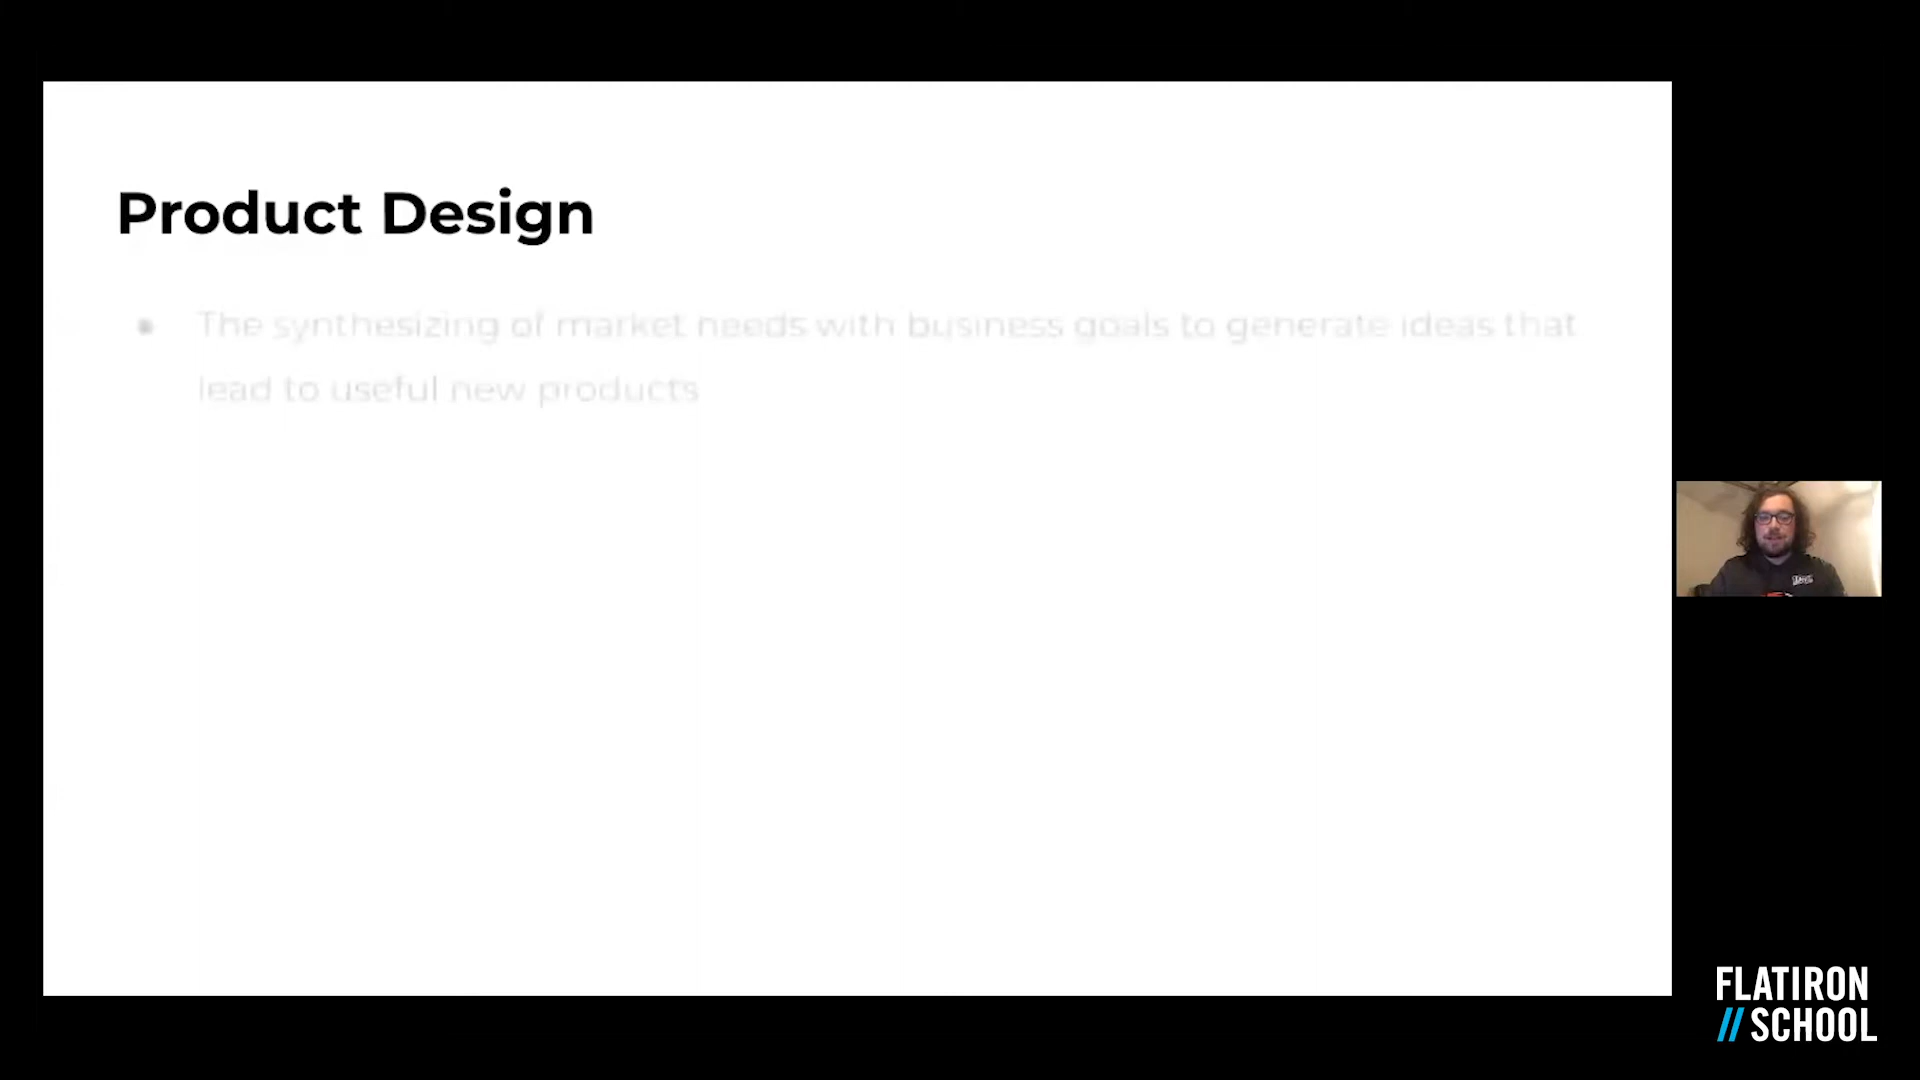 Product Design
● The synthesizing of market needs with business goals to generate ideas that
lead to useful new products
FLATIRON
// SCHOOL